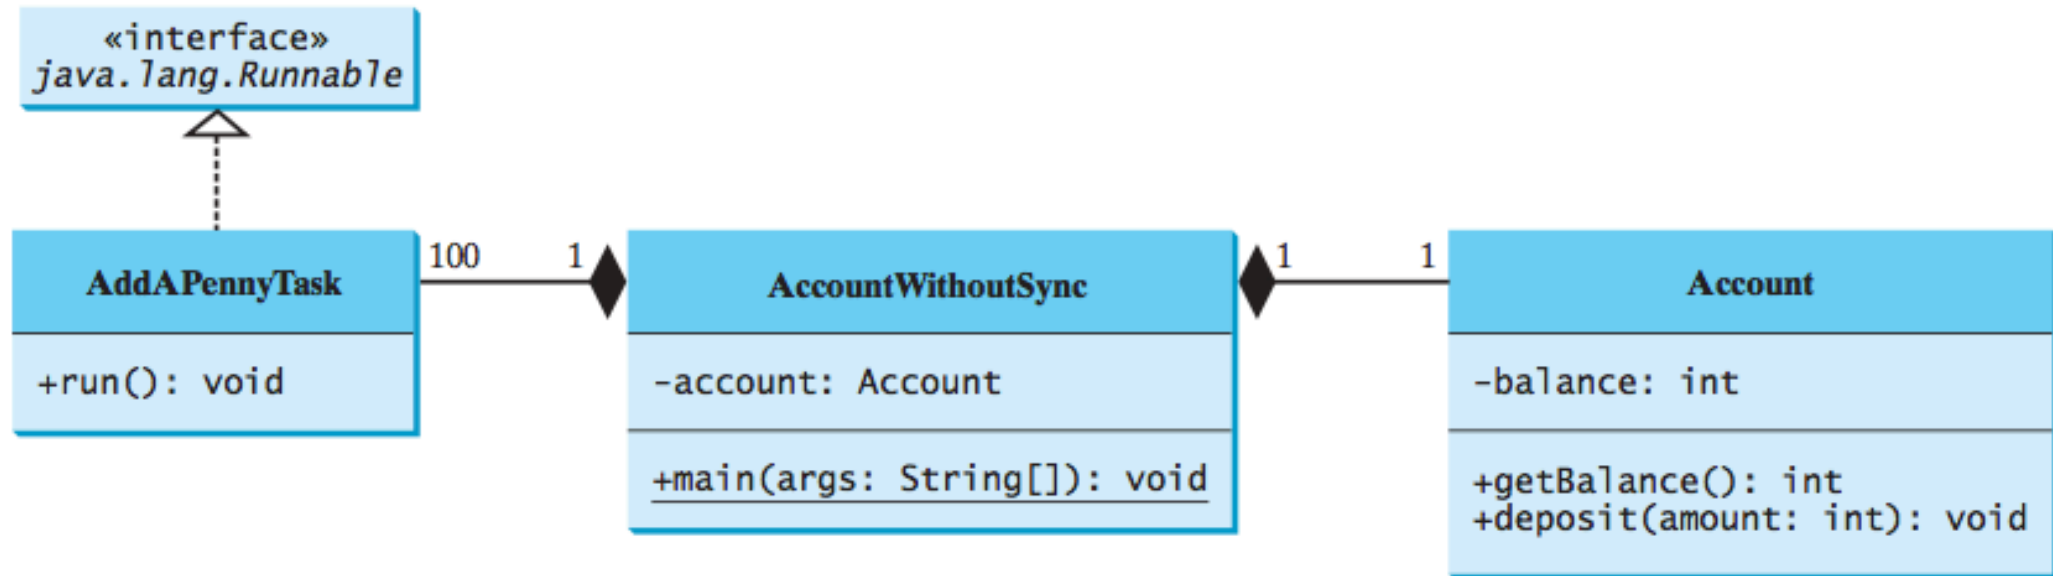 «interface»
java.lang.Runnable
AddAPennyTask
+run(): void
100
1
AccountWithoutSync
-account: Account
+main(args: String[]): void
1
1
Account
-balance: int
+getBalance(): int
+deposit(amount: int): void